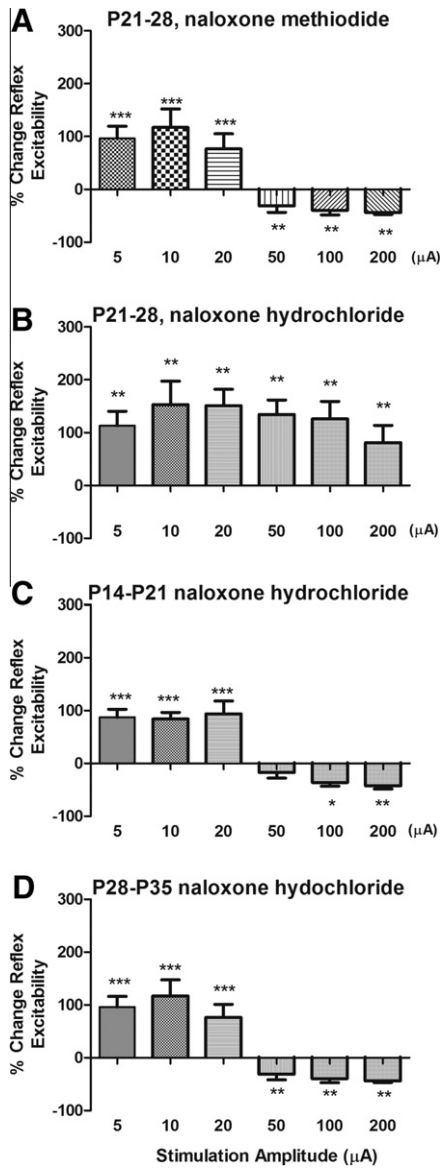 A P21-28, naloxone methiodide
% Change Reflex
Excitability
300
200
100
0
-100
*** *** *** ** ** **
5 10 20 50 100 200 (μA)
B P21-28, naloxone hydrochloride
% Change Reflex
Excitability
300
200
100
0
-100
** ** ** ** ** **
5 10 20 50 100 200 (μA)
C P14-P21 naloxone hydrochloride
% Change Reflex
Excitability
300
200
100
0
-100
*** *** *** * **
5 10 20 50 100 200 (μA)
D P28-P35 naloxone hydochloride
% Change Reflex
Excitability
300
200
100
0
-100
*** *** *** ** ** **
5 10 20 50 100 200
Stimulation Amplitude (μA)